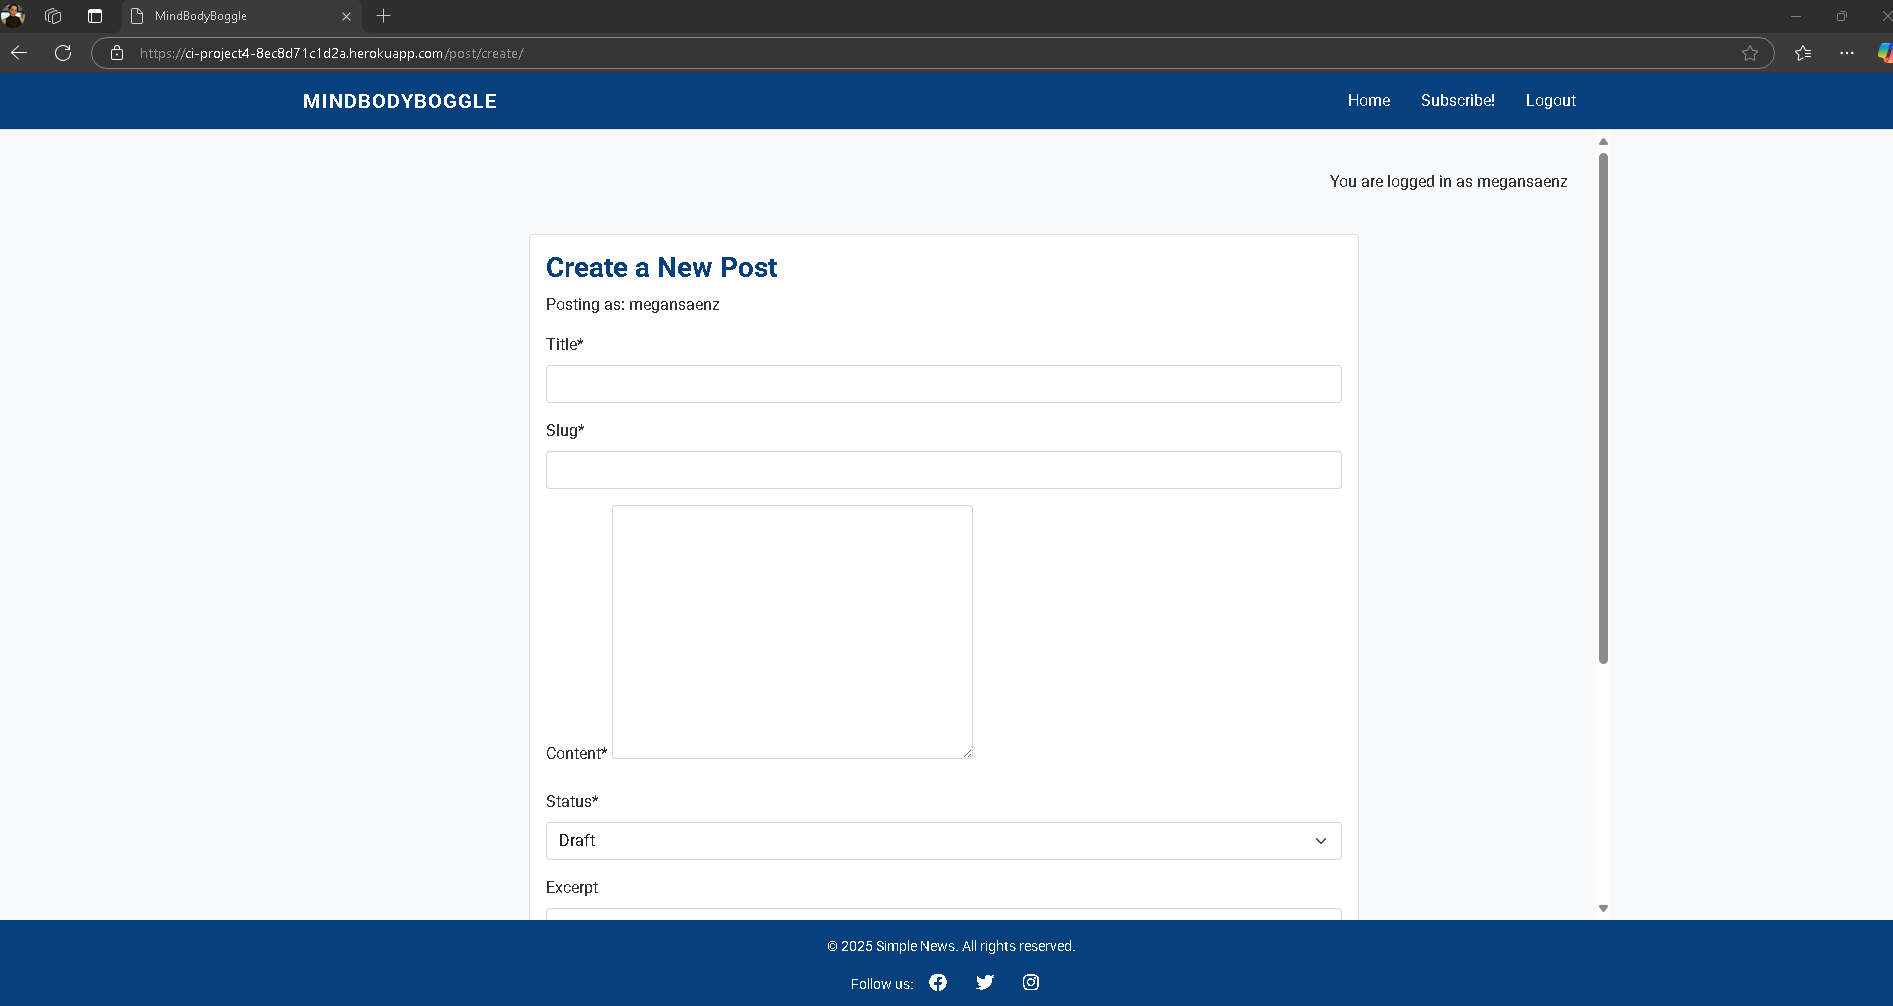 MindBodyBoggle
https://ci-project4-8ec8d71c1d2a.herokuapp.com/post/create/
MINDBODYBOGGLE
Home Subscribe! Logout
You are logged in as megansaenz
Create a New Post
Posting as: megansaenz
Title*
Slug*
Content*
Status*
Draft
Excerpt
© 2025 Simple News. All rights reserved.
Follow us: